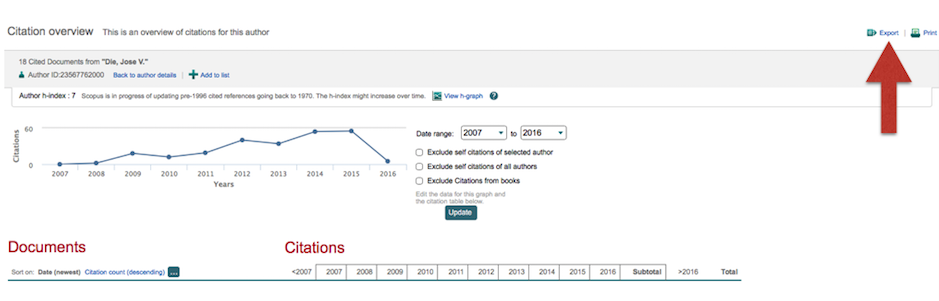 Citation overview This is an overview of citations for this author
Export | Print
18 Cited Documents from "Die, Jose V."
Author ID:23567762000 Back to author details | Add to list
Author h-index : 7 Scopus is in progress of updating pre-1996 cited references going back to 1970. The h-index might increase over time. View h-graph ?
Citations
60
0
2007 2008 2009 2010 2011 2012 2013 2014 2015 2016
Years
Date range: 2007 to 2016
Exclude self citations of selected author
Exclude self citations of all authors
Exclude Citations from books
Edit the data for this graph and
the citation table below.
Update
Documents
Citations
Sort on: Date (newest) Citation count (descending) ...
<2007 2007 2008 2009 2010 2011 2012 2013 2014 2015 2016 Subtotal >2016 Total